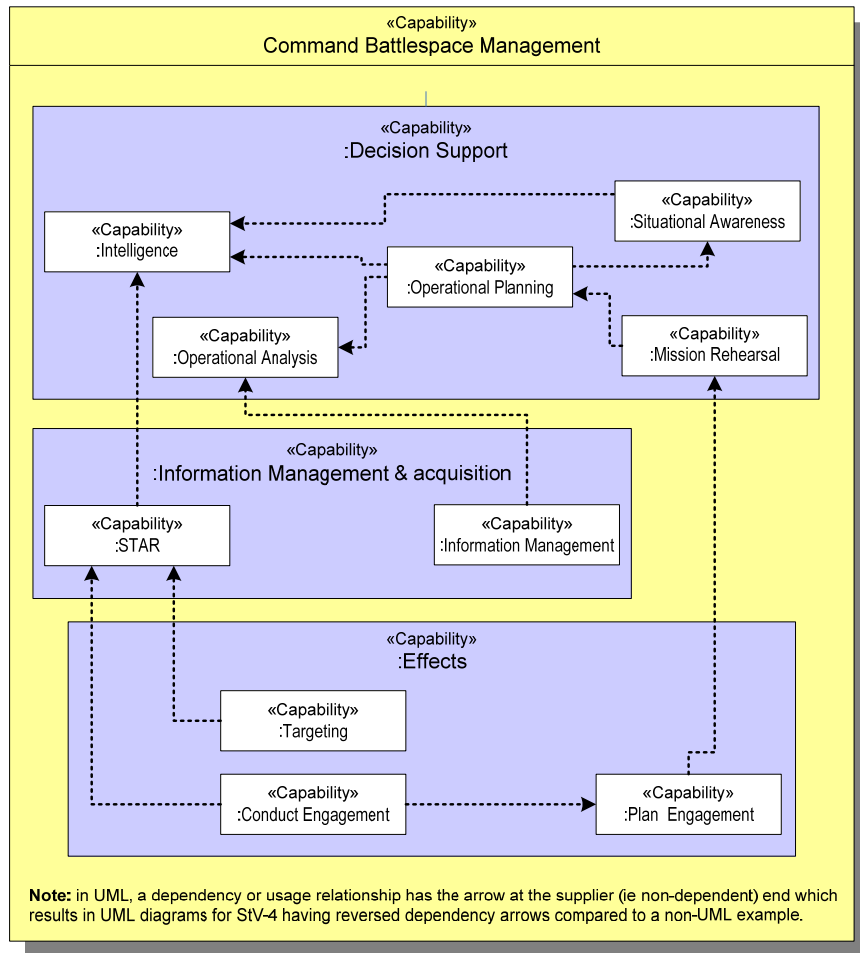 «Capability»
Command Battlespace Management
«Capability»
:Decision Support
«Capability»
:Situational Awareness
«Capability»
:Intelligence
«Capability»
:Operational Planning
«Capability»
:Operational Analysis
«Capability»
:Mission Rehearsal
«Capability»
:Information Management & acquisition
«Capability»
:STAR
«Capability»
:Information Management
«Capability»
:Effects
«Capability»
:Targeting
«Capability»
:Conduct Engagement
«Capability»
:Plan  Engagement
Note: in UML, a dependency or usage relationship has the arrow at the supplier (ie non-dependent) end which
results in UML diagrams for StV-4 having reversed dependency arrows compared to a non-UML example.